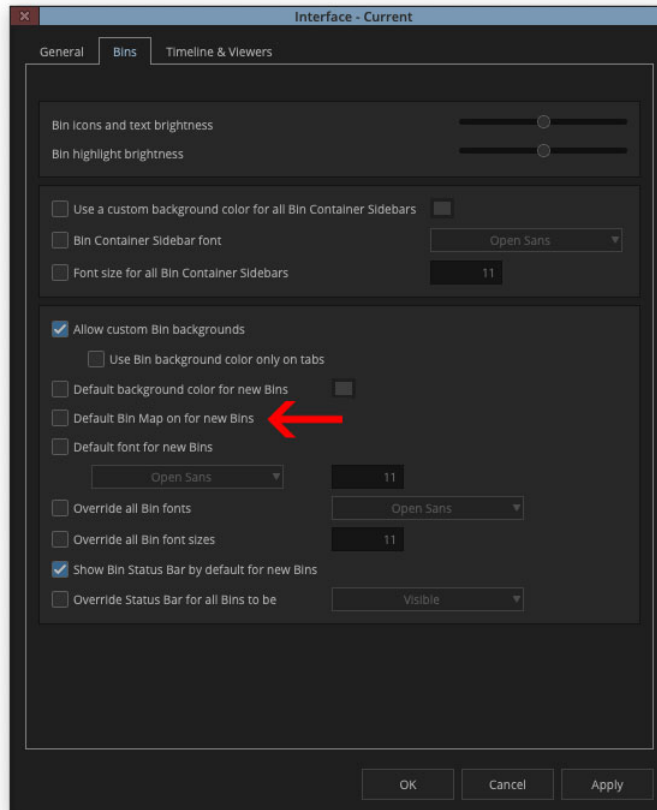 Interface - Current
General Bins Timeline & Viewers
Bin icons and text brightness
Bin highlight brightness
Use a custom background color for all Bin Container Sidebars
Bin Container Sidebar font Open Sans
Font size for all Bin Container Sidebars 11
Allow custom Bin backgrounds
Use Bin background color only on tabs
Default background color for new Bins
Default Bin Map on for new Bins
Default font for new Bins
Open Sans 11
Override all Bin fonts Open Sans
Override all Bin font sizes 11
Show Bin Status Bar by default for new Bins
Override Status Bar for all Bins to be Visible
OK Cancel Apply